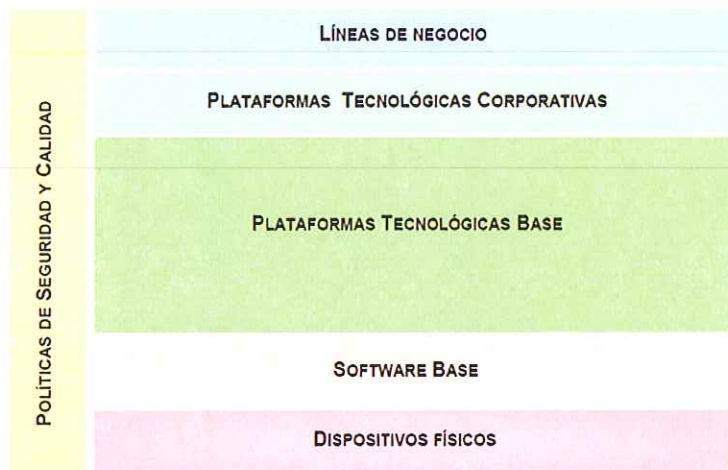 LÍNEAS DE NEGOCIO
PLATAFORMAS TECNOLÓGICAS CORPORATIVAS
PLATAFORMAS TECNOLÓGICAS BASE
SOFTWARE BASE
DISPOSITIVOS FÍSICOS
POLÍTICAS DE SEGURIDAD Y CALIDAD